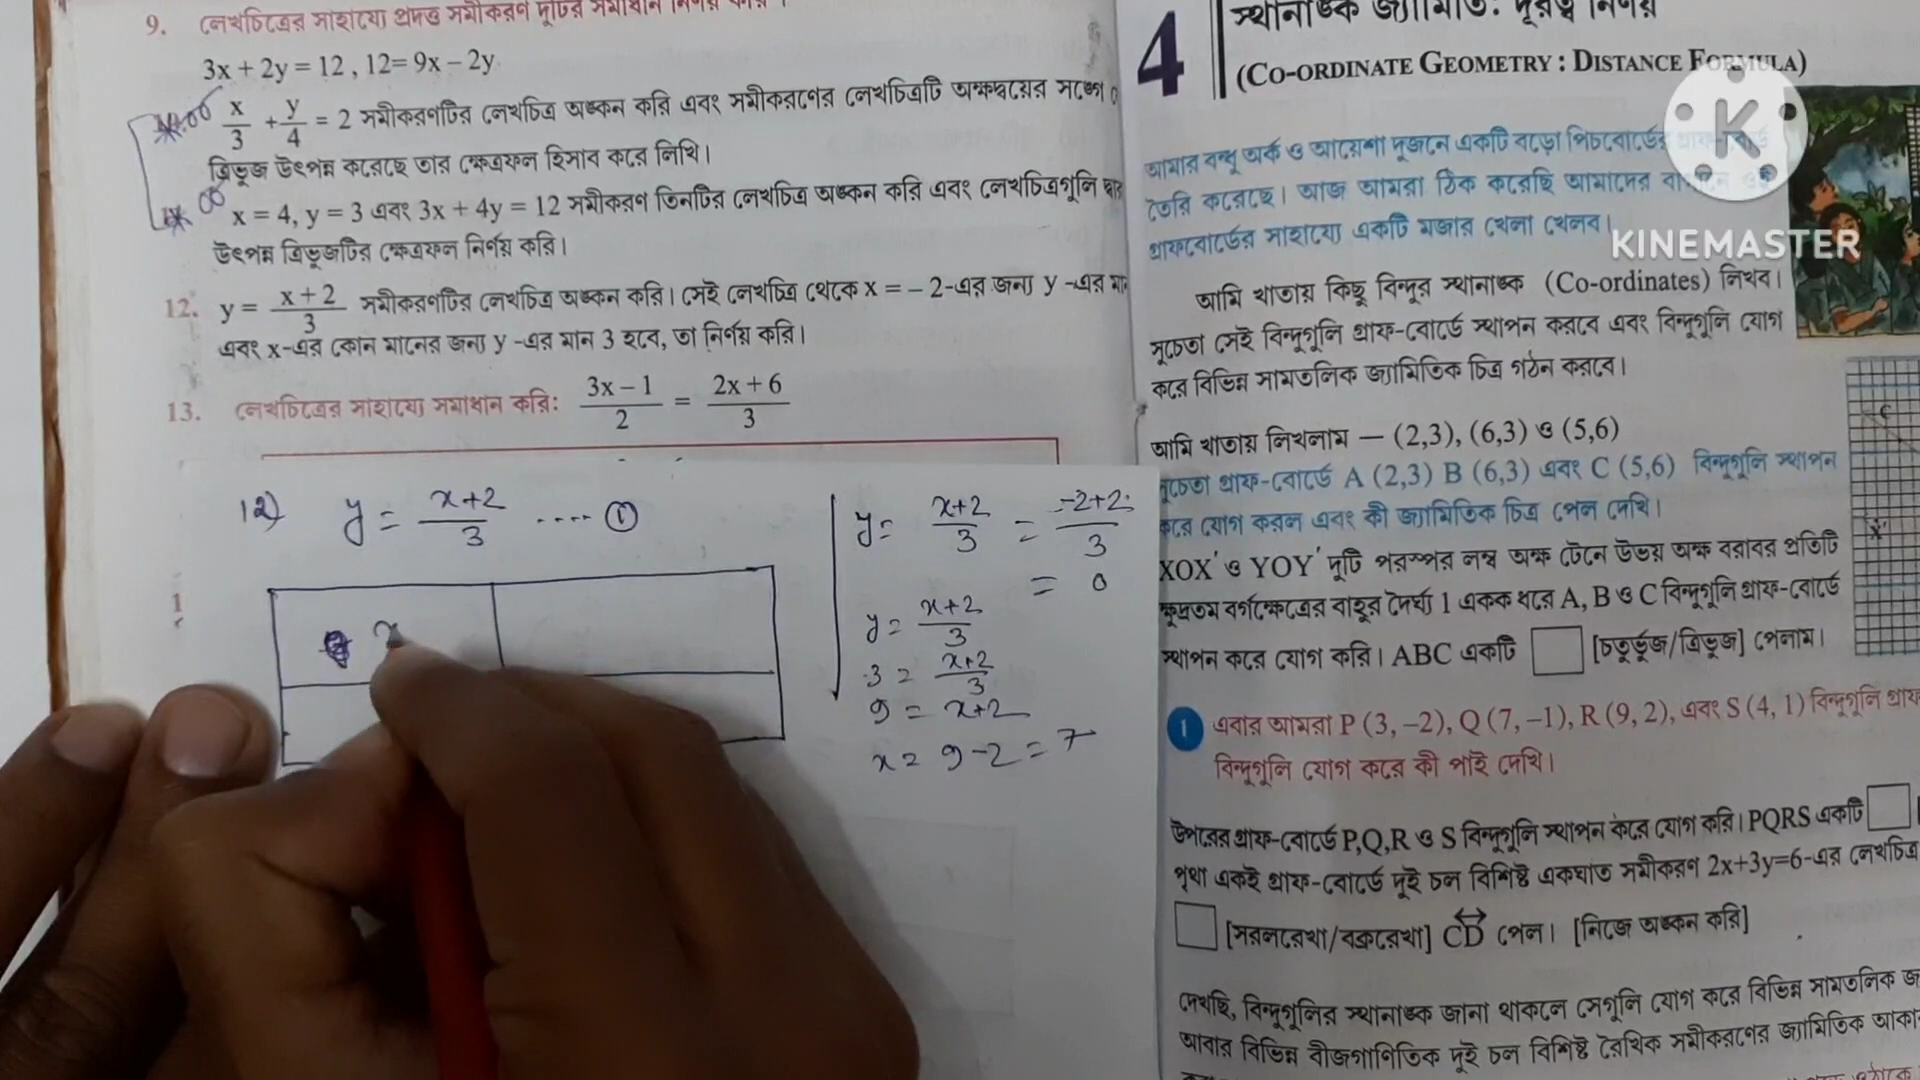 9. লেখচিত্রের সাহায্যে প্রদত্ত সমীকরণ দুটির সমাধান নির্ণয় করি।
3x + 2y = 12 , 12= 9x – 2y
x/3 + y/4 = 2 সমীকরণটির লেখচিত্র অঙ্কন করি এবং সমীকরণের লেখচিত্রটি অক্ষদ্বয়ের সঙ্গে
ত্রিভুজ উৎপন্ন করেছে তার ক্ষেত্রফল হিসাব করে লিখি।
x = 4, y = 3 এবং 3x + 4y = 12 সমীকরণ তিনটির লেখচিত্র অঙ্কন করি এবং লেখচিত্রগুলি
উৎপন্ন ত্রিভুজটির ক্ষেত্রফল নির্ণয় করি।
12. y = (x + 2)/3 সমীকরণটির লেখচিত্র অঙ্কন করি। সেই লেখচিত্র থেকে x = – 2-এর জন্য y -এর
এবং x-এর কোন মানের জন্য y -এর মান 3 হবে, তা নির্ণয় করি।
13. লেখচিত্রের সাহায্যে সমাধান করি: (3x – 1)/2 = (2x + 6)/3
12) y = (x+2)/3 .... ①
x
y = (x+2)/3 = (-2+2)/3
= 0
y = (x+2)/3
3 = (x+2)/3
9 = x+2
x = 9-2 = 7
1
4
স্থানাঙ্ক জ্যামিতি: দূরত্ব নির্ণয়
(CO-ORDINATE GEOMETRY : DISTANCE FORMULA)
K
KINEMASTER
আমার বন্ধু অর্ক ও আয়েশা দুজনে একটি বড়ো পিচবোর্ডের
তৈরি করেছে। আজ আমরা ঠিক করেছি আমাদের
গ্রাফবোর্ডের সাহায্যে একটি মজার খেলা খেলব।
আমি খাতায় কিছু বিন্দুর স্থানাঙ্ক (Co-ordinates) লিখব।
সুচেতা সেই বিন্দুগুলি গ্রাফ-বোর্ডে স্থাপন করবে এবং বিন্দুগুলি যোগ
করে বিভিন্ন সামতলিক জ্যামিতিক চিত্র গঠন করবে।
আমি খাতায় লিখলাম — (2,3), (6,3) ও (5,6)
সুচেতা গ্রাফ-বোর্ডে A (2,3) B (6,3) এবং C (5,6) বিন্দুগুলি স্থাপন
করে যোগ করল এবং কী জ্যামিতিক চিত্র পেল দেখি।
XOX′ ও YOY′ দুটি পরস্পর লম্ব অক্ষ টেনে উভয় অক্ষ বরাবর প্রতিটি
ক্ষুদ্রতম বর্গক্ষেত্রের বাহুর দৈর্ঘ্য 1 একক ধরে A, B ও C বিন্দুগুলি গ্রাফ-বোর্ডে
স্থাপন করে যোগ করি। ABC একটি [চতুর্ভুজ/ত্রিভুজ] পেলাম।
C
X′
1 এবার আমরা P (3, –2), Q (7, –1), R (9, 2), এবং S (4, 1) বিন্দুগুলি
বিন্দুগুলি যোগ করে কী পাই দেখি।
উপরের গ্রাফ-বোর্ডে P,Q,R ও S বিন্দুগুলি স্থাপন করে যোগ করি। PQRS একটি
পৃথা একই গ্রাফ-বোর্ডে দুই চল বিশিষ্ট একঘাত সমীকরণ 2x+3y=6-এর লেখচিত্র
[সরলরেখা/বক্ররেখা] CD পেল। [নিজে অঙ্কন করি]
দেখছি, বিন্দুগুলির স্থানাঙ্ক জানা থাকলে সেগুলি যোগ করে বিভিন্ন সামতলিক
আবার বিভিন্ন বীজগাণিতিক দুই চল বিশিষ্ট রৈখিক সমীকরণের জ্যামিতিক আকার